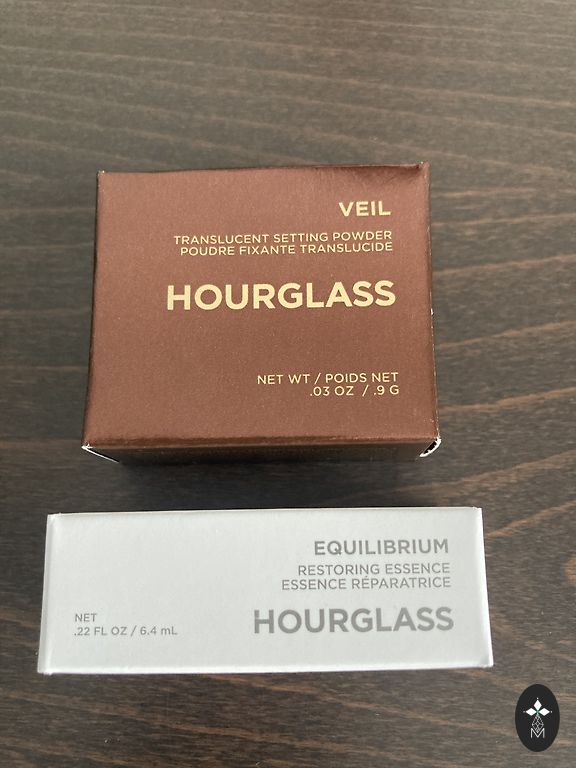 VEIL
TRANSLUCENT SETTING POWDER
POUDRE FIXANTE TRANSLUCIDE
HOURGLASS
NET WT / POIDS NET
.03 OZ / .9 G
EQUILIBRIUM
RESTORING ESSENCE
ESSENCE RÉPARATRICE
HOURGLASS
NET
.22 FL OZ / 6.4 mL
M